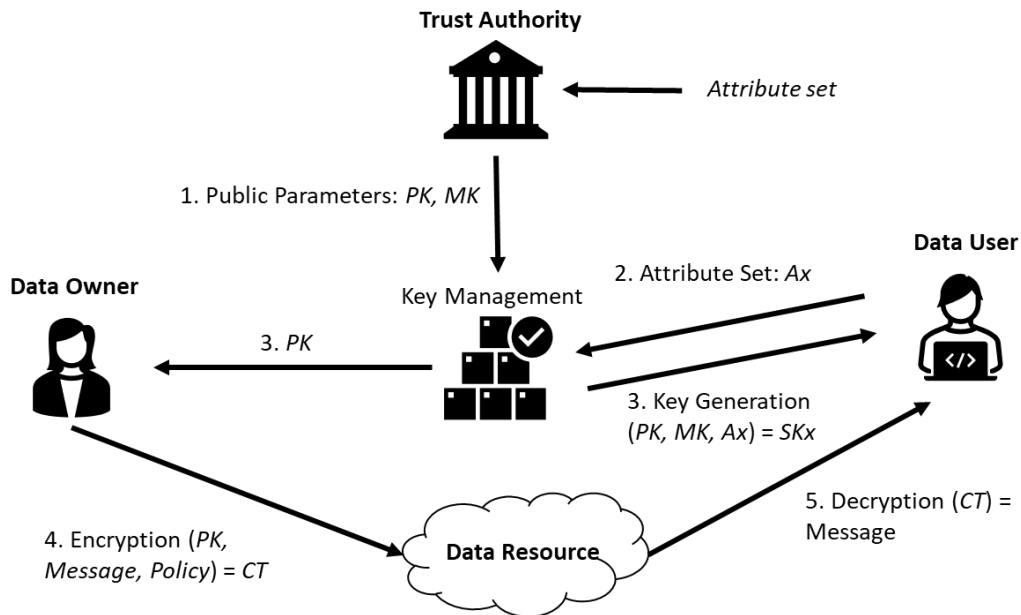 Trust Authority
Attribute set
1. Public Parameters: PK, MK
Data User
2. Attribute Set: Ax
Data Owner
Key Management
3. PK
</>
3. Key Generation
(PK, MK, Ax) = SKx
5. Decryption (CT) =
Message
4. Encryption (PK,
Message, Policy) = CT
Data Resource